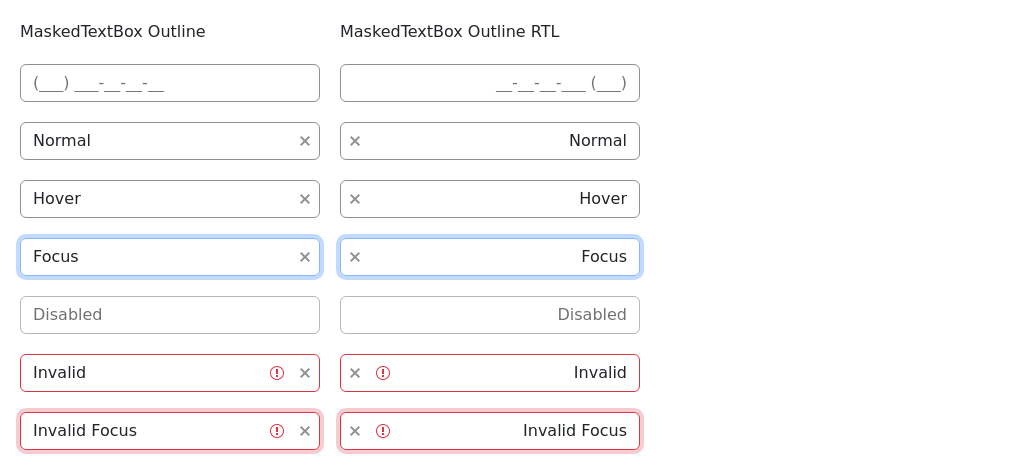 MaskedTextBox Outline
MaskedTextBox Outline RTL
(___) ___-__-__-__
__-__-__-___ (___)
Normal
Normal
Hover
Hover
Focus
Focus
Disabled
Disabled
Invalid
Invalid
Invalid Focus
Invalid Focus